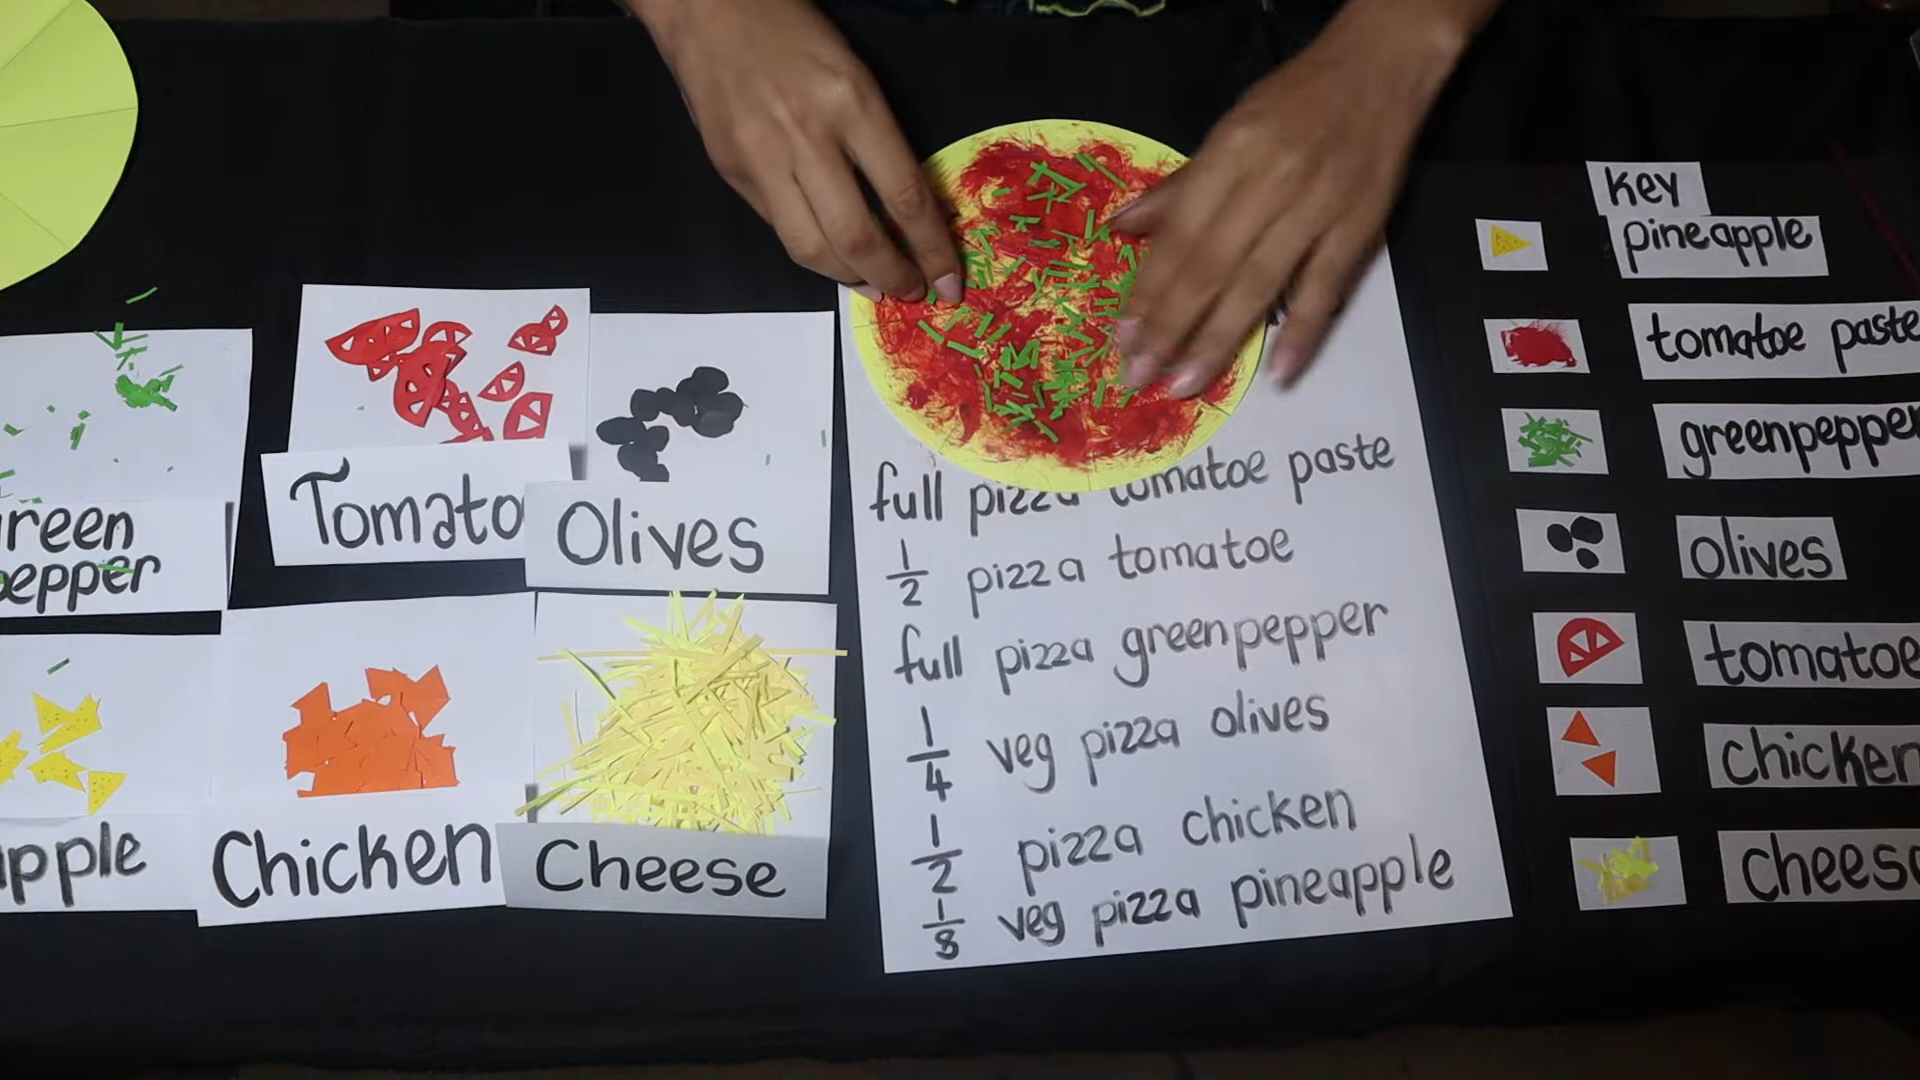 Green
pepper
Tomato
Olives
apple
Chicken
Cheese
full pizza tomatoe paste
1/2 pizza tomatoe
full pizza greenpepper
1/4 veg pizza olives
1/2 pizza chicken
1/8 veg pizza pineapple
key
pineapple
tomatoe paste
greenpepper
olives
tomatoe
chicken
cheese